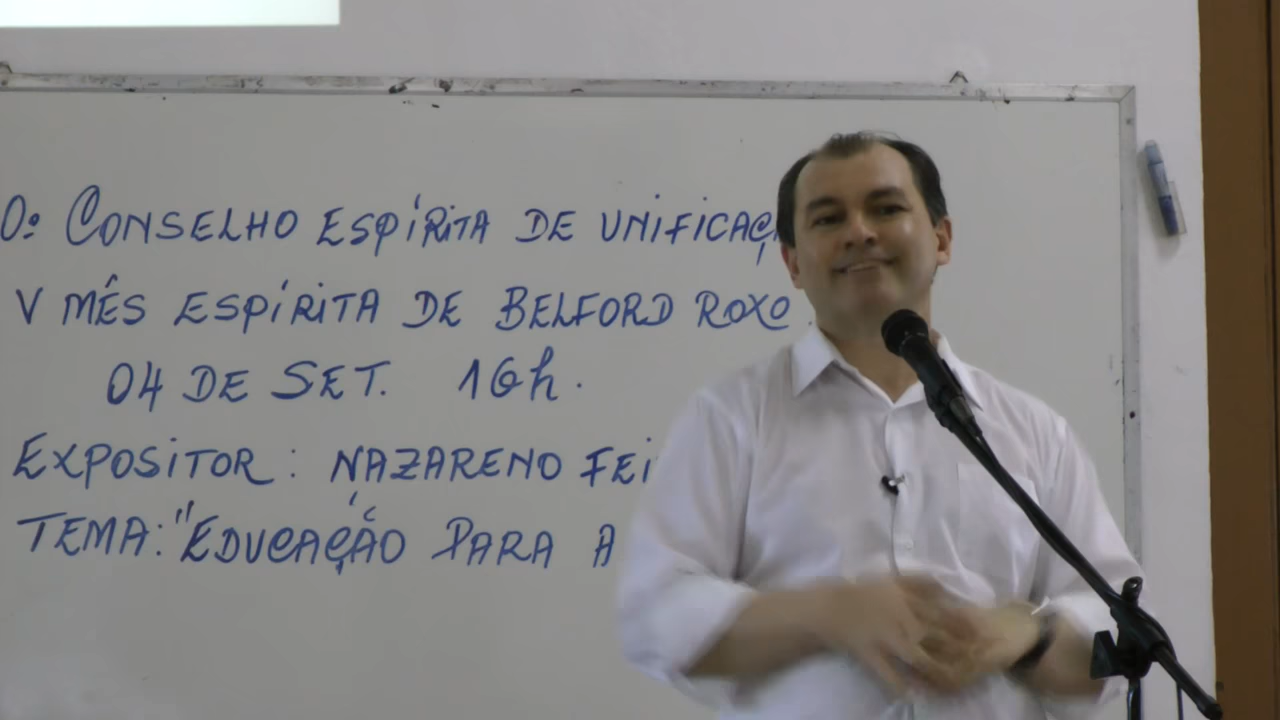 O: CONSELHO ESPÍRITA DE UNIFICAÇ
V MÊS ESPÍRITA DE BELFORD ROXO
04 DE SET. 16h.
EXPOSITOR: NAZARENO FEI
TEMA: "EDUCAÇÃO PARA A